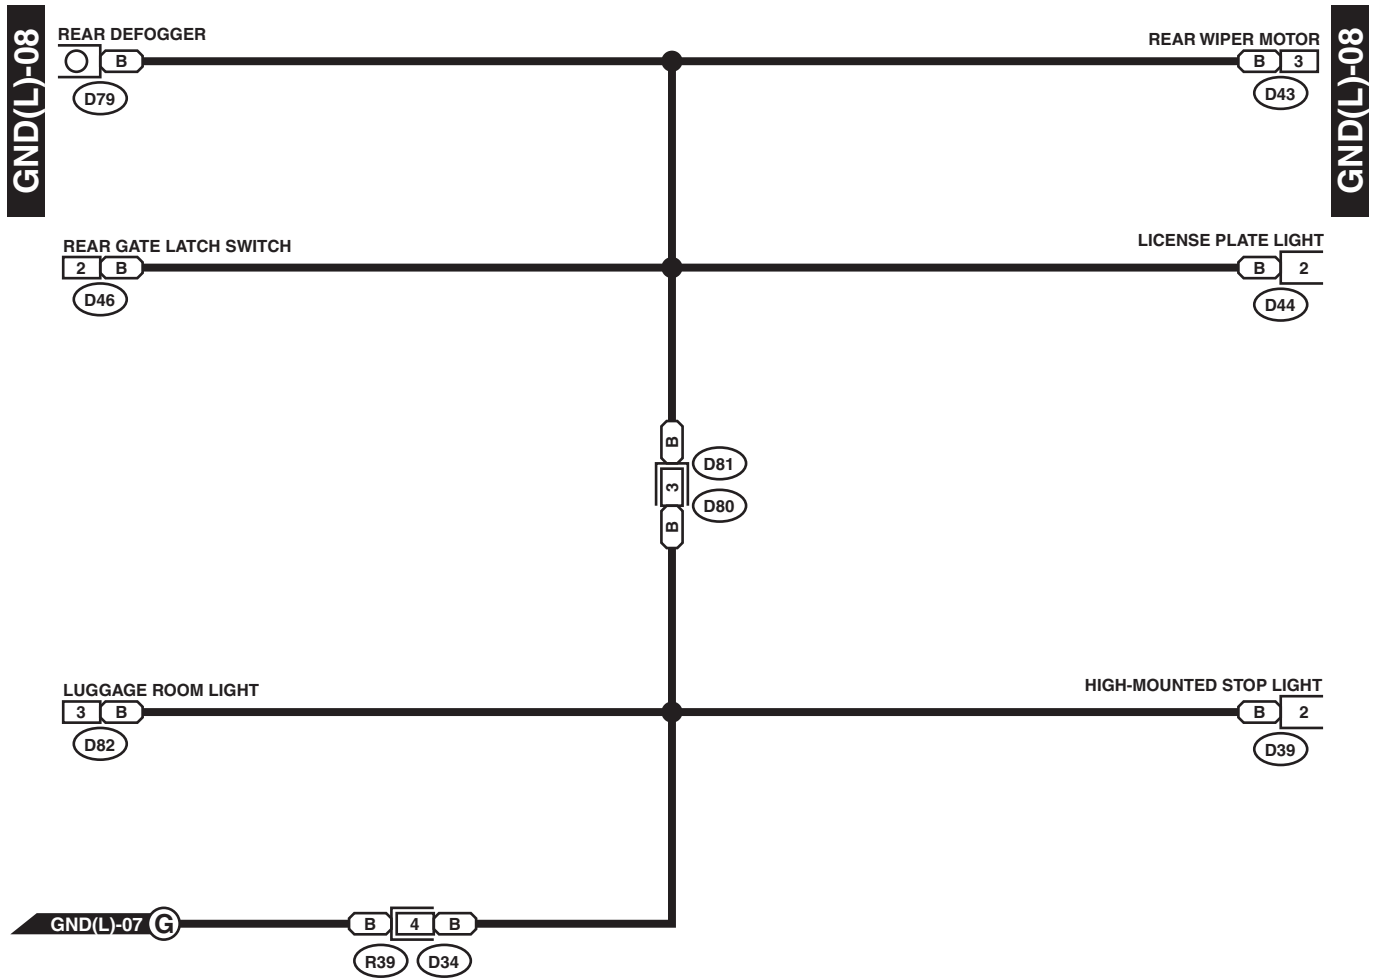 GND(L)-08
GND(L)-08
REAR DEFOGGER
B
D79
REAR WIPER MOTOR
B 3
D43
REAR GATE LATCH SWITCH
2 B
D46
LICENSE PLATE LIGHT
B 2
D44
B
D81
3
D80
B
LUGGAGE ROOM LIGHT
3 B
D82
HIGH-MOUNTED STOP LIGHT
B 2
D39
GND(L)-07 G
B 4 B
R39 D34